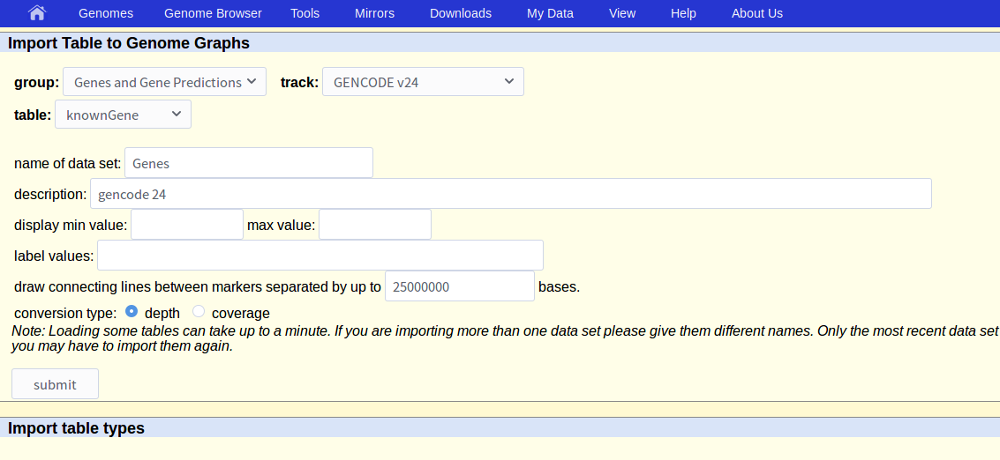 Genomes Genome Browser Tools Mirrors Downloads My Data View Help About Us
Import Table to Genome Graphs
group: Genes and Gene Predictions track: GENCODE v24
table: knownGene
name of data set: Genes
description: gencode 24
display min value: max value:
label values:
draw connecting lines between markers separated by up to 25000000 bases.
conversion type: depth coverage
Note: Loading some tables can take up to a minute. If you are importing more than one data set please give them different names. Only the most recent data set
you may have to import them again.
submit
Import table types